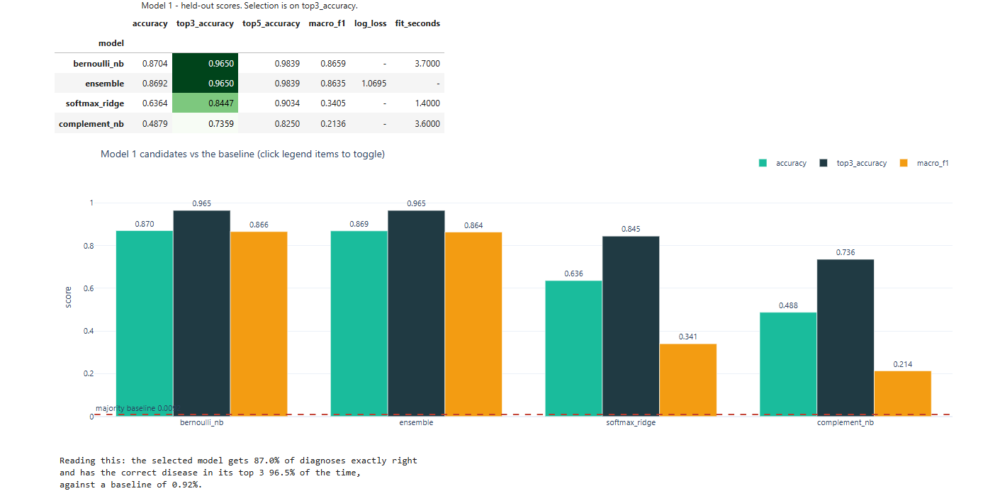 Model 1 - held-out scores. Selection is on top3_accuracy.
accuracy top3_accuracy top5_accuracy macro_f1 log_loss fit_seconds
model
bernoulli_nb 0.8704 0.9650 0.9839 0.8659 - 3.7000
ensemble 0.8692 0.9650 0.9839 0.8635 1.0695 -
softmax_ridge 0.6364 0.8447 0.9034 0.3405 - 1.4000
complement_nb 0.4879 0.7359 0.8250 0.2136 - 3.6000
Model 1 candidates vs the baseline (click legend items to toggle)
accuracy top3_accuracy macro_f1
1
0.8
0.6
0.4
0.2
0
score
0.870 0.965 0.866
0.869 0.965 0.864
0.636 0.845 0.341
0.488 0.736 0.214
majority baseline
bernoulli_nb ensemble softmax_ridge complement_nb
Reading this: the selected model gets 87.0% of diagnoses exactly right
and has the correct disease in its top 3 96.5% of the time,
against a baseline of 0.92%.